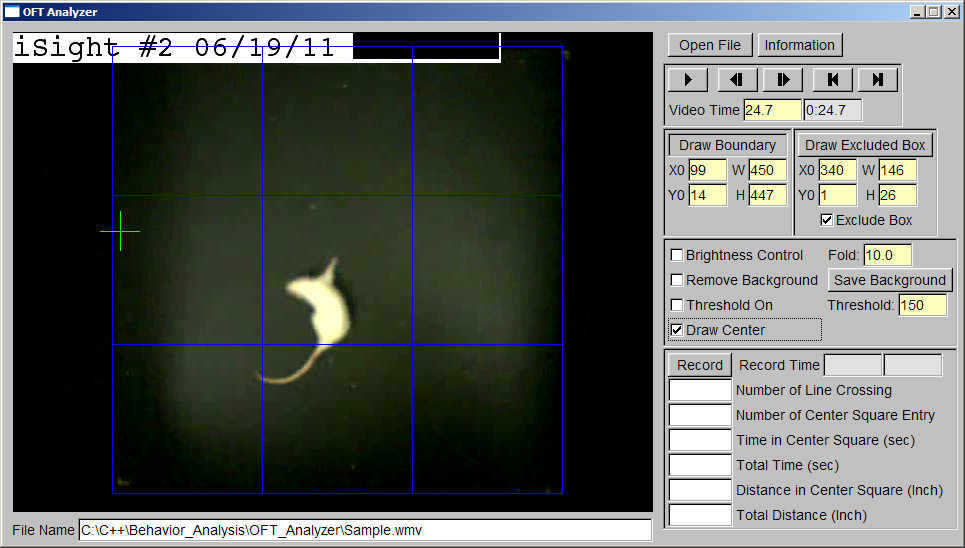 OFT Analyzer
iSight #2 06/19/11
Open File Information
Video Time 24.7 0:24.7
Draw Boundary Draw Excluded Box
X0 99 W 450 X0 340 W 146
Y0 14 H 447 Y0 1 H 26
Exclude Box
Brightness Control Fold: 10.0
Remove Background Save Background
Threshold On Threshold: 150
Draw Center
Record Record Time
Number of Line Crossing
Number of Center Square Entry
Time in Center Square (sec)
Total Time (sec)
Distance in Center Square (Inch)
Total Distance (Inch)
File Name C:\C++\Behavior_Analysis\OFT_Analyzer\Sample.wmv